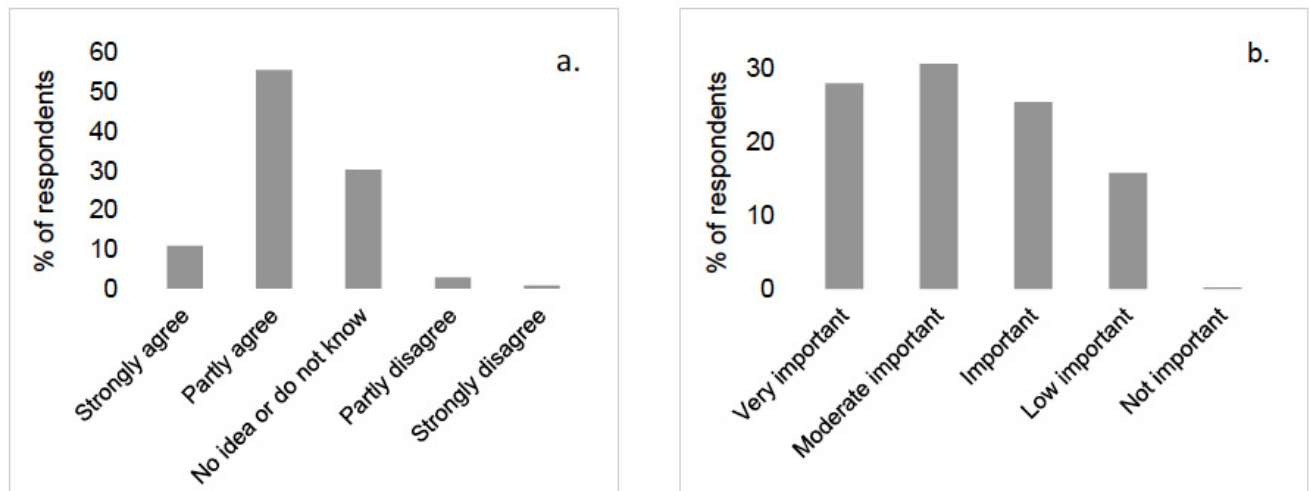 a.
% of respondents
60
50
40
30
20
10
0
Strongly agree
Partly agree
No idea or do not know
Partly disagree
Strongly disagree
b.
% of respondents
30
20
10
0
Very important
Moderate important
Important
Low important
Not important